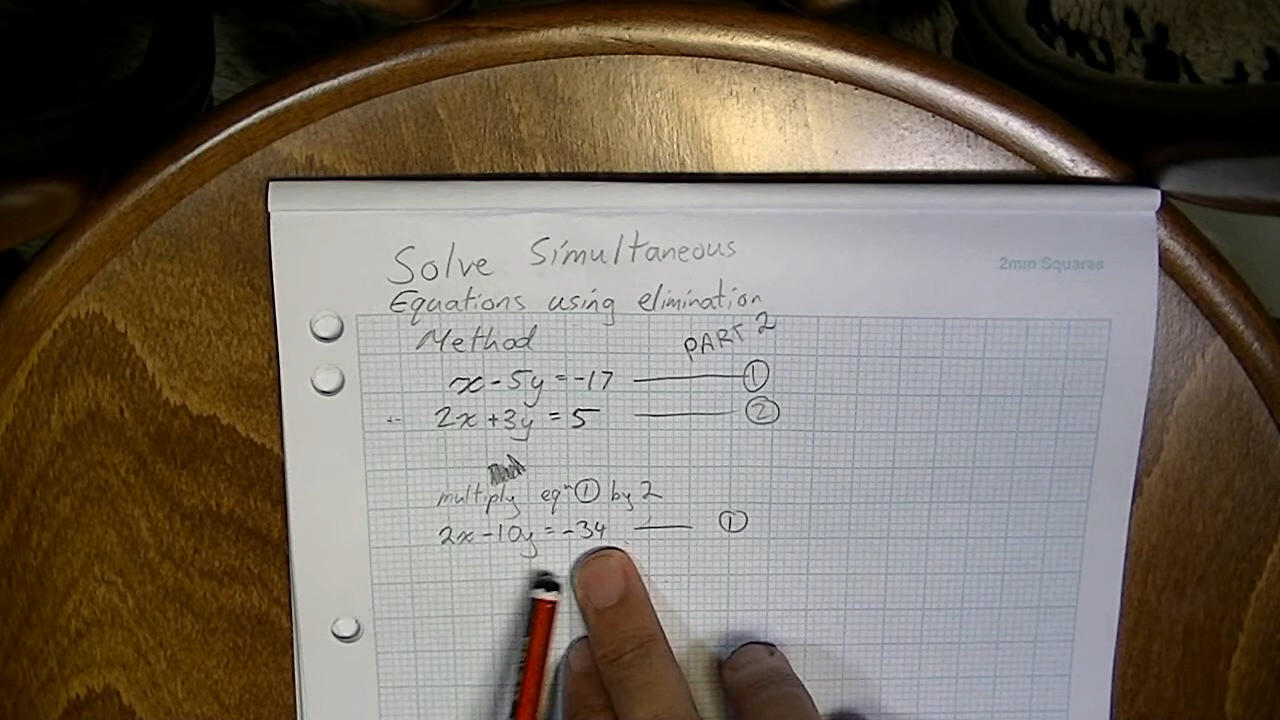 Solve Simultaneous
2mm Squares
Equations using elimination
Method
PART 2
x - 5y = -17 ——— ①
2x + 3y = 5 ——— ②
multiply eqⁿ ① by 2
2x - 10y = -34 ——— ①